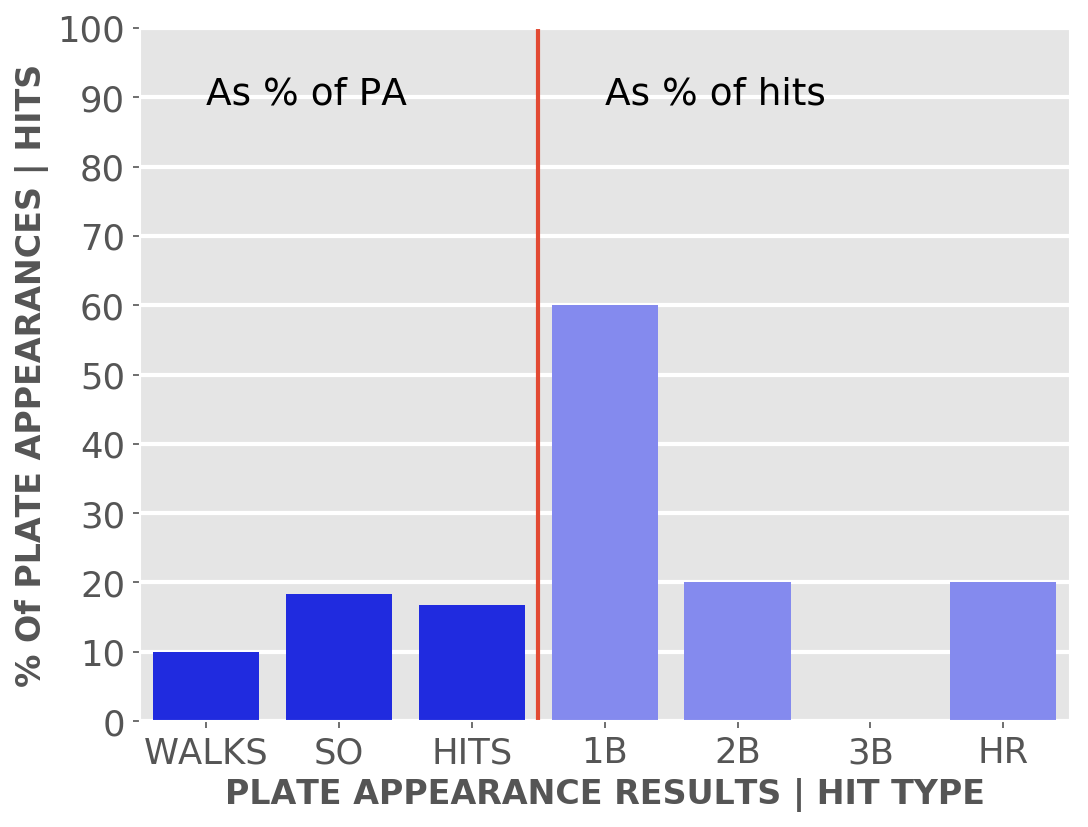 % Of PLATE APPEARANCES | HITS
100
90
80
70
60
50
40
30
20
10
0
As % of PA
As % of hits
WALKS SO HITS 1B 2B 3B HR
PLATE APPEARANCE RESULTS | HIT TYPE